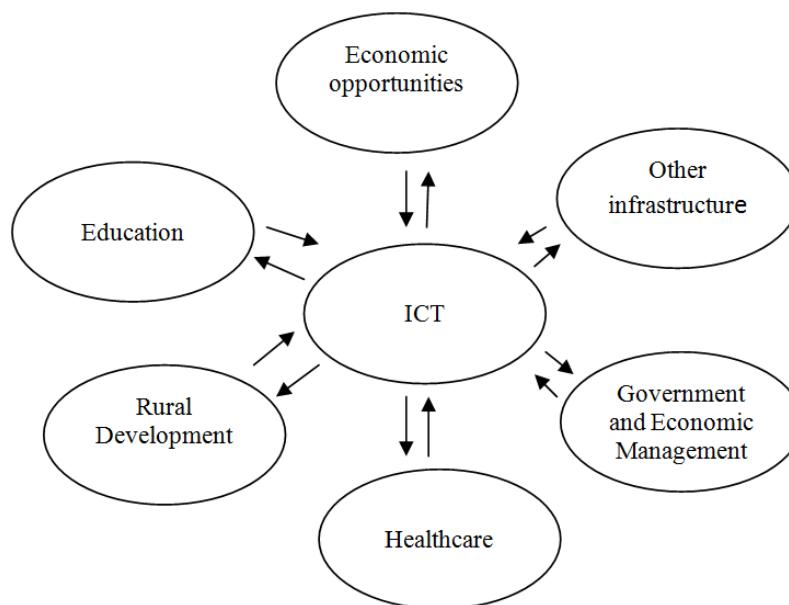 Economic
opportunities
Other
infrastructure
Education
ICT
Rural
Development
Government
and Economic
Management
Healthcare